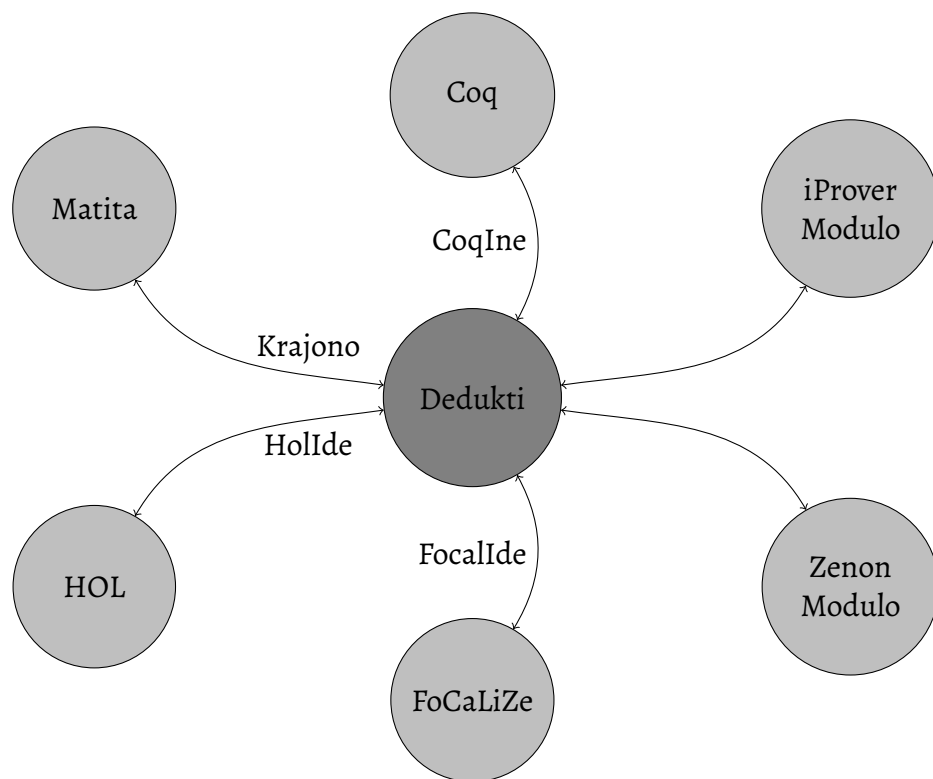 Coq
Matita
iProver
Modulo
CoqIne
Krajono
Dedukti
HolIde
FocalIde
HOL
Zenon
Modulo
FoCaLiZe